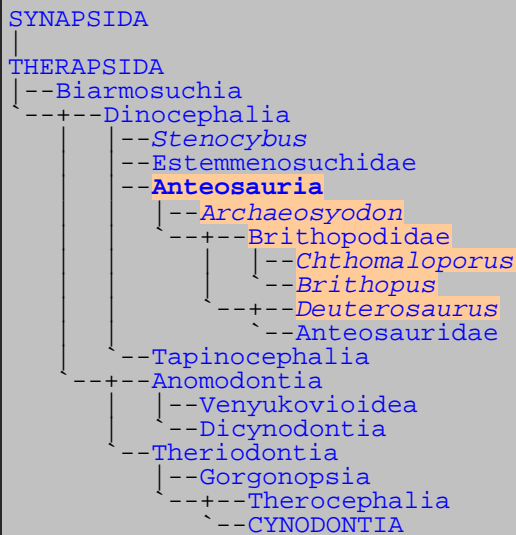 SYNAPSIDA
|
THERAPSIDA
|--Biarmosuchia
`--+--Dinocephalia
   |  |--Stenocybus
   |  |--Estemmenosuchidae
   |  |--Anteosauria
   |  |  |--Archaeosyodon
   |  |  `--+--Brithopodidae
   |  |     |  |--Chthomaloporus
   |  |     |  `--Brithopus
   |  |     `--+--Deuterosaurus
   |  |        `--Anteosauridae
   |  `--Tapinocephalia
   `--+--Anomodontia
      |  |--Venyukovioidea
      |  `--Dicynodontia
      `--Theriodontia
         |--Gorgonopsia
         `--+--Therocephalia
            `--CYNODONTIA